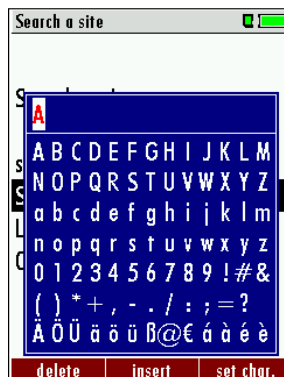 Search a site
A
A B C D E F G H I J K L M
N O P Q R S T U V W X Y Z
a b c d e f g h i j k l m
n o p q r s t u v w x y z
0 1 2 3 4 5 6 7 8 9 ! # &
( ) * + , - . / : ; = ?
Ä Ö Ü ä ö ü ß @ € á à é è
delete insert set char.